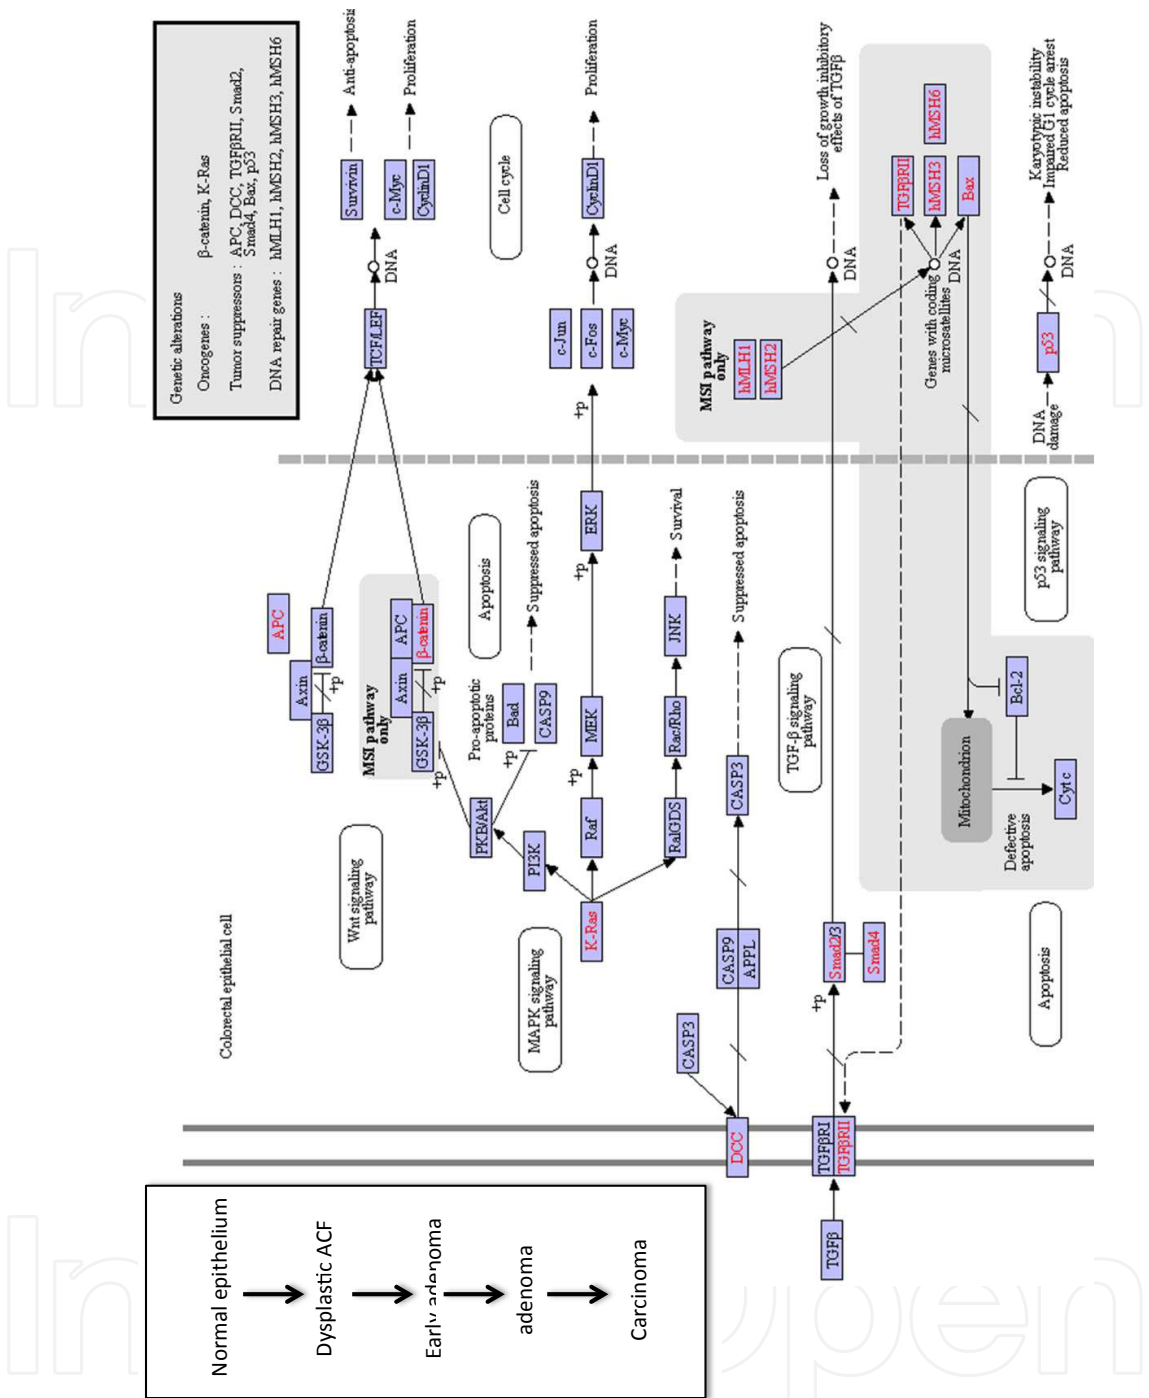 Normal epithelium
Dysplastic ACF
Early adenoma
adenoma
Carcinoma
Colorectal epithelial cell
Genetic alterations
Oncogenes : β-catenin, K-Ras
Tumor suppressors : APC, DCC, TGFβRII, Smad2,
Smad4, Bax, p53
DNA repair genes : hMLH1, hMSH2, hMSH3, hMSH6
Wnt signaling
pathway
APC
Axin
GSK-3β
β-catenin
+p
MSI pathway
only
Axin
APC
GSK-3β
β-catenin
+p
+p
TCF/LEF
DNA
Survivin
Anti-apoptosis
c-Myc
CyclinD1
Proliferation
Cell cycle
PKB/Akt
PI3K
Pro-apoptotic
proteins
+p
Bad
CASP9
Suppressed apoptosis
Apoptosis
MAPK signaling
pathway
K-Ras
Raf
+p
MEK
+p
ERK
+p
c-Jun
c-Fos
c-Myc
DNA
CyclinD1
Proliferation
RalGDS
Rac/Rho
JNK
Survival
CASP3
DCC
CASP9
APPL
CASP3
Suppressed apoptosis
TGF-β signaling
pathway
TGFβ
TGFβRI
TGFβRII
+p
Smad2/3
Smad4
DNA
Loss of growth inhibitory
effects of TGFβ
MSI pathway
only
hMLH1
hMSH2
Genes with coding
microsatellites
DNA
TGFβRII
hMSH3
hMSH6
Bax
Mitochondrion
Bcl-2
Cyt c
Defective
apoptosis
Apoptosis
p53 signaling
pathway
DNA
damage
p53
DNA
Karyotypic instability
Impaired G1 cycle arrest
Reduced apoptosis
In
In
pen